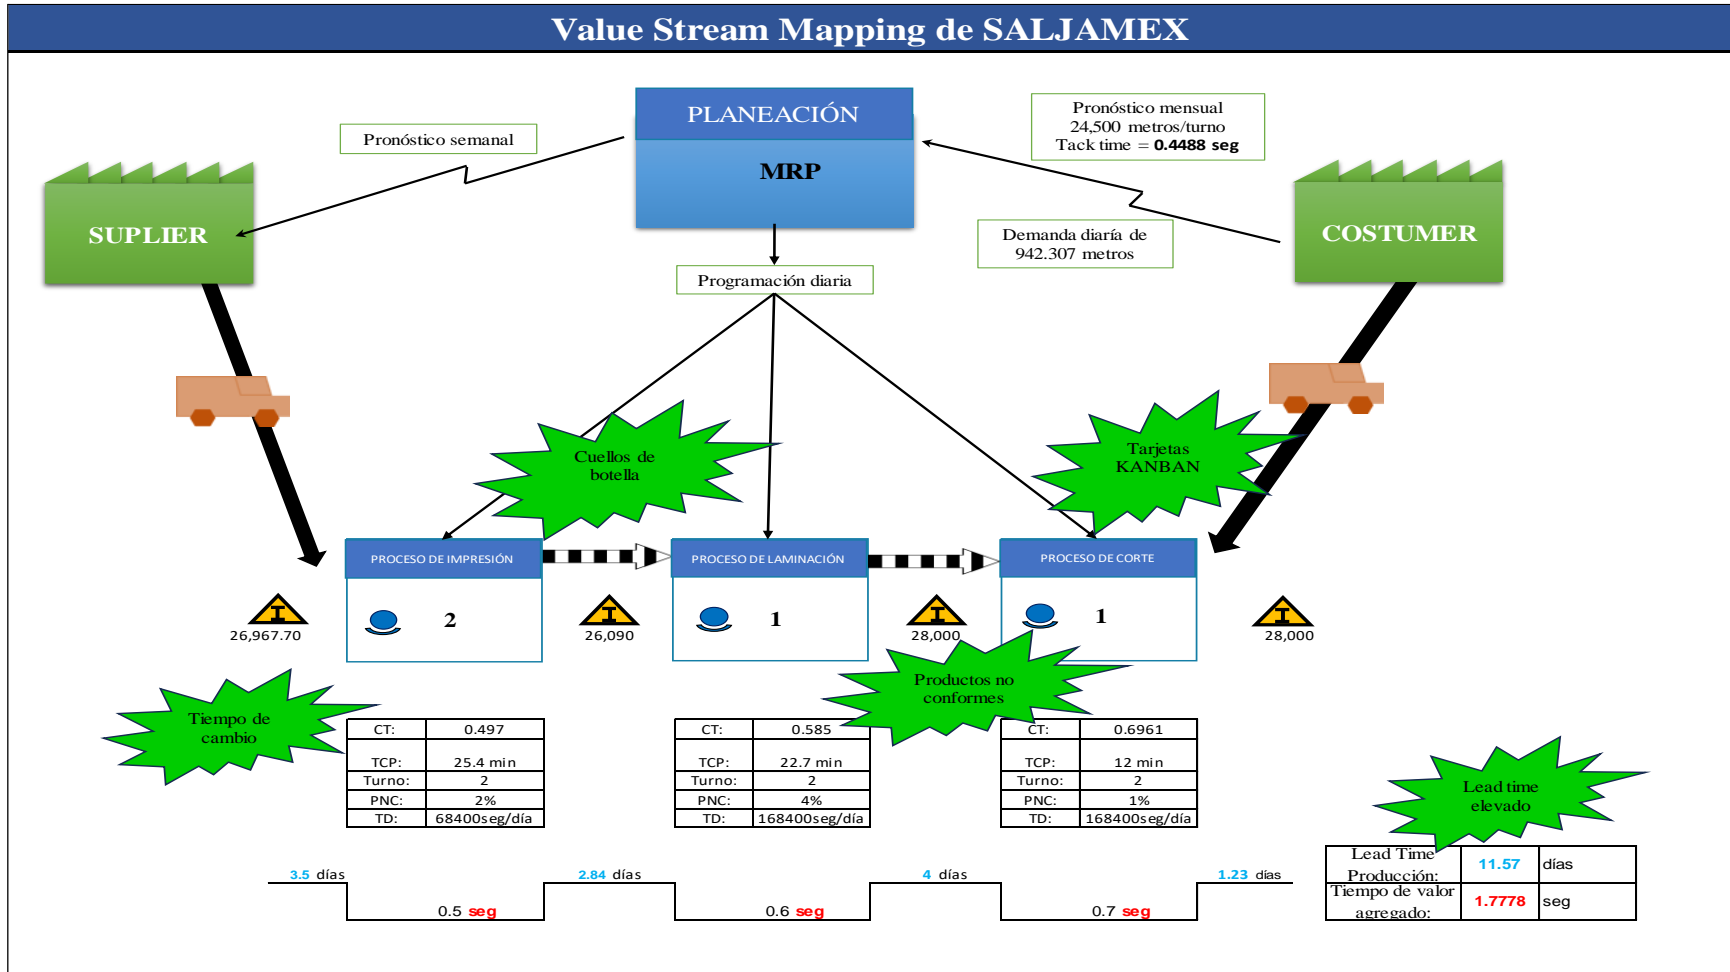 Value Stream Mapping de SALJAMEX
PLANEACIÓN
MRP
Pronóstico semanal
Pronóstico mensual
24,500 metros/turno
Tack time = 0.4488 seg
SUPLIER
COSTUMER
Demanda diaría de
942.307 metros
Programación diaria
Cuellos de
botella
Tarjetas
KANBAN
PROCESO DE IMPRESIÓN
PROCESO DE LAMINACIÓN
PROCESO DE CORTE
2
1
1
26,967.70
26,090
28,000
28,000
Tiempo de
cambio
Productos no
conformes
CT: 0.497
TCP: 25.4 min
Turno: 2
PNC: 2%
TD: 68400seg/día
CT: 0.585
TCP: 22.7 min
Turno: 2
PNC: 4%
TD: 168400seg/día
CT: 0.6961
TCP: 12 min
Turno: 2
PNC: 1%
TD: 168400seg/día
Lead time
elevado
3.5 días
2.84 días
4 días
1.23 días
0.5 seg
0.6 seg
0.7 seg
Lead Time
Producción: 11.57 días
Tiempo de valor
agregado: 1.7778 seg